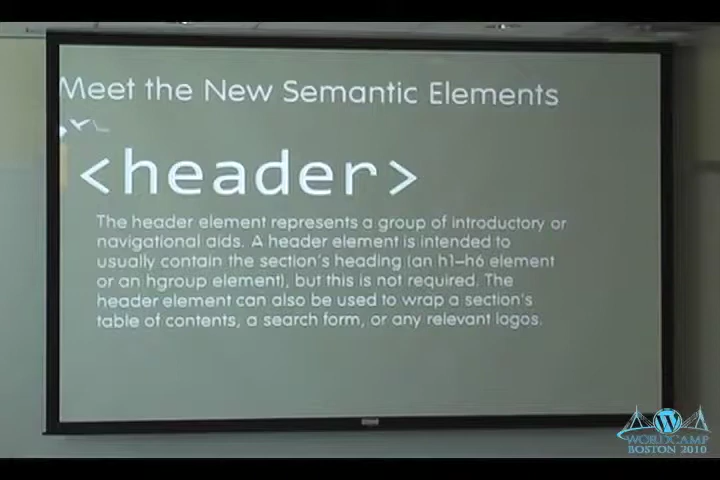 Meet the New Semantic Elements
<header>
The header element represents a group of introductory or
navigational aids. A header element is intended to
usually contain the section's heading (an h1–h6 element
or an hgroup element), but this is not required. The
header element can also be used to wrap a section's
table of contents, a search form, or any relevant logos.
WORDCAMP
BOSTON 2010